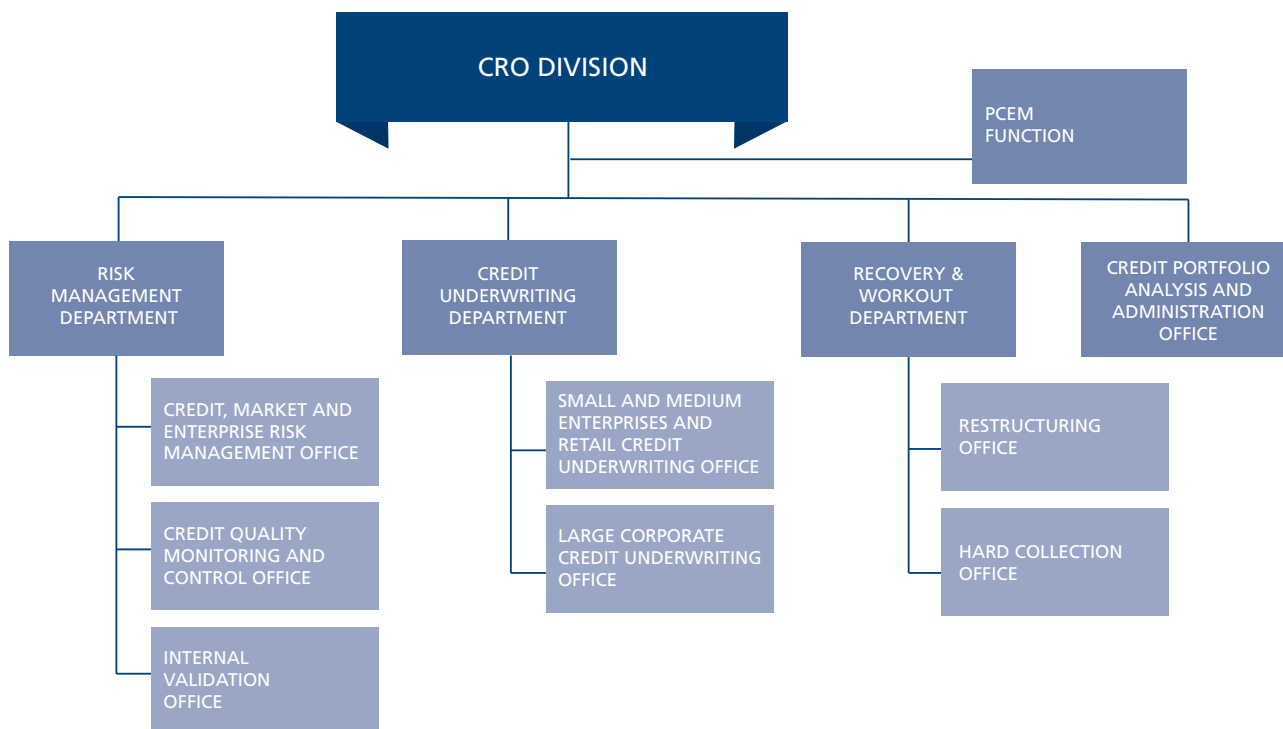 CRO DIVISION
PCEM
FUNCTION
RISK
MANAGEMENT
DEPARTMENT
CREDIT
UNDERWRITING
DEPARTMENT
RECOVERY &
WORKOUT
DEPARTMENT
CREDIT PORTFOLIO
ANALYSIS AND
ADMINISTRATION
OFFICE
CREDIT, MARKET AND
ENTERPRISE RISK
MANAGEMENT OFFICE
CREDIT QUALITY
MONITORING AND
CONTROL OFFICE
INTERNAL
VALIDATION
OFFICE
SMALL AND MEDIUM
ENTERPRISES AND
RETAIL CREDIT
UNDERWRITING OFFICE
LARGE CORPORATE
CREDIT UNDERWRITING
OFFICE
RESTRUCTURING
OFFICE
HARD COLLECTION
OFFICE